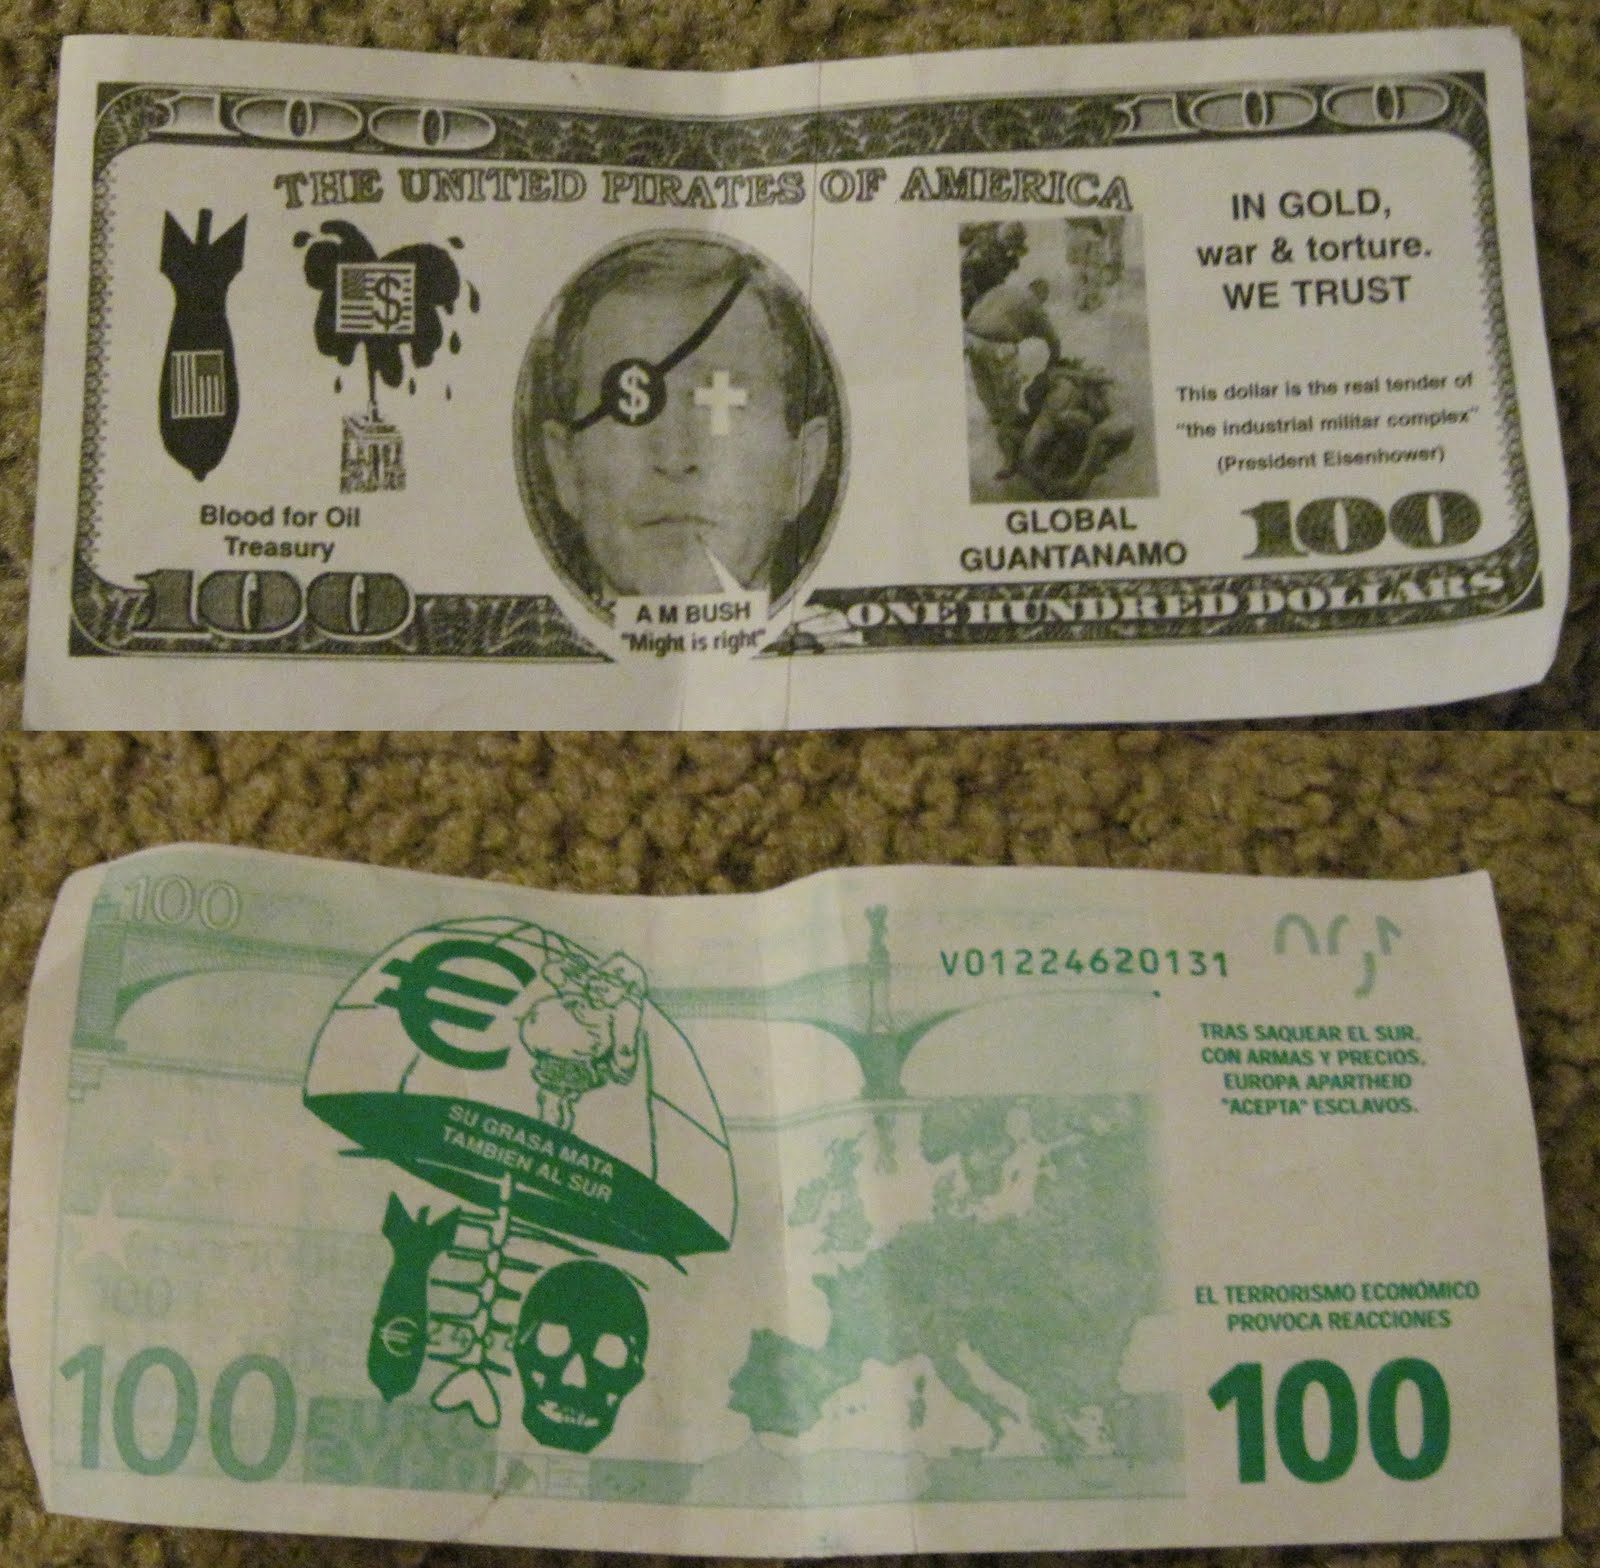 100
100
THE UNITED PIRATES OF AMERICA
IN GOLD,
war & torture.
WE TRUST
$
$
This dollar is the real tender of
"the industrial militar complex"
(President Eisenhower)
Blood for Oil
Treasury
GLOBAL
GUANTANAMO
100
100
A M BUSH
"Might is right"
ONE HUNDRED DOLLARS
100
V01224620131
€
TRAS SAQUEAR EL SUR,
CON ARMAS Y PRECIOS,
EUROPA APARTHEID
"ACEPTA" ESCLAVOS.
SU GRASA MATA
TAMBIEN AL SUR
€
100
EL TERRORISMO ECONÓMICO
PROVOCA REACCIONES
100
EURO
100